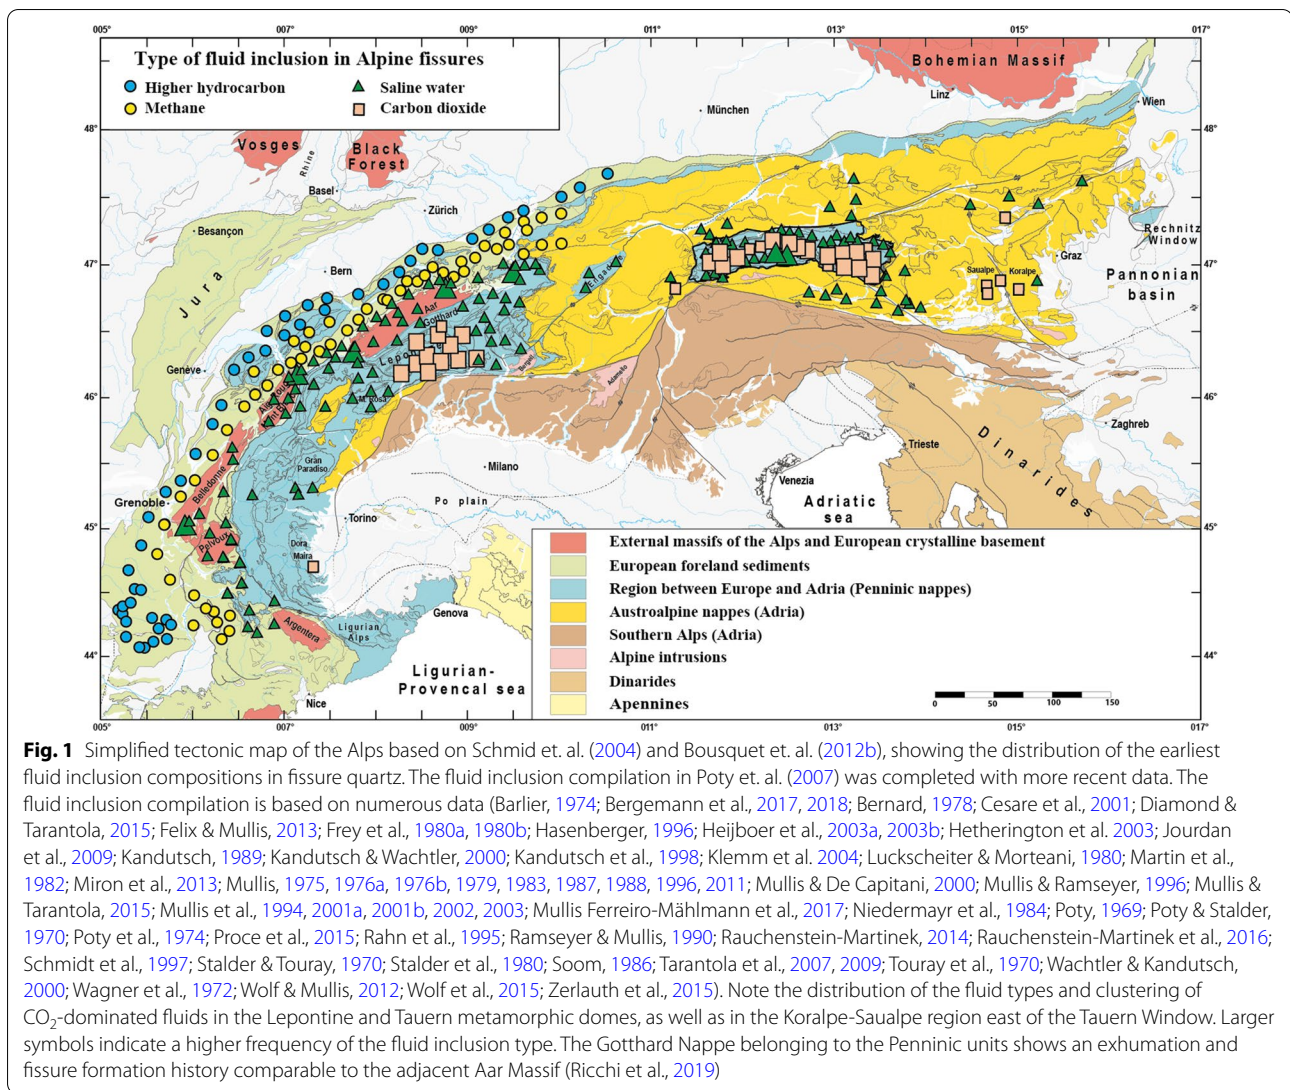 005° 007° 009° 011° 013° 015° 017°
Type of fluid inclusion in Alpine fissures
Higher hydrocarbon
Saline water
Methane
Carbon dioxide
Bohemian Massif
Linz
Wien
München
48° 48°
Vosges
Black
Forest
Rhine
Basel
Zürich
Besançon
Jura
Bern
Rechnitz
Window
Graz
47° 47°
Engadine
Saualpe
Koralpe
Pannonian
basin
Aar
Gotthard
Genève
Bergell
Adamello
46° 46°
M. Rosa
Zaghreb
Trieste
Dinarides
Gran
Paradiso
Milano
Venezia
Belledonne
Grenoble
Po plain
Adriatic
sea
Torino
45° 45°
Pelvoux
Dora
Maira
External massifs of the Alps and European crystalline basement
European foreland sediments
Region between Europe and Adria (Penninic nappes)
Austroalpine nappes (Adria)
Southern Alps (Adria)
Alpine intrusions
Dinarides
Apennines
Genova
Argentera
Ligurian
Alps
44° 44°
Ligurian-
Provencal sea
Nice
0 25 50 75 100 150
005° 007° 009° 011° 013° 015° 017°
Fig. 1 Simplified tectonic map of the Alps based on Schmid et. al. (2004) and Bousquet et. al. (2012b), showing the distribution of the earliest
fluid inclusion compositions in fissure quartz. The fluid inclusion compilation in Poty et. al. (2007) was completed with more recent data. The
fluid inclusion compilation is based on numerous data (Barlier, 1974; Bergemann et al., 2017, 2018; Bernard, 1978; Cesare et al., 2001; Diamond &
Tarantola, 2015; Felix & Mullis, 2013; Frey et al., 1980a, 1980b; Hasenberger, 1996; Heijboer et al., 2003a, 2003b; Hetherington et al. 2003; Jourdan
et al., 2009; Kandutsch, 1989; Kandutsch & Wachtler, 2000; Kandutsch et al., 1998; Klemm et al. 2004; Luckscheiter & Morteani, 1980; Martin et al.,
1982; Miron et al., 2013; Mullis, 1975, 1976a, 1976b, 1979, 1983, 1987, 1988, 1996, 2011; Mullis & De Capitani, 2000; Mullis & Ramseyer, 1996; Mullis &
Tarantola, 2015; Mullis et al., 1994, 2001a, 2001b, 2002, 2003; Mullis Ferreiro-Mählmann et al., 2017; Niedermayr et al., 1984; Poty, 1969; Poty & Stalder,
1970; Poty et al., 1974; Proce et al., 2015; Rahn et al., 1995; Ramseyer & Mullis, 1990; Rauchenstein-Martinek, 2014; Rauchenstein-Martinek et al., 2016;
Schmidt et al., 1997; Stalder & Touray, 1970; Stalder et al., 1980; Soom, 1986; Tarantola et al., 2007, 2009; Touray et al., 1970; Wachtler & Kandutsch,
2000; Wagner et al., 1972; Wolf & Mullis, 2012; Wolf et al., 2015; Zerlauth et al., 2015). Note the distribution of the fluid types and clustering of
CO₂-dominated fluids in the Lepontine and Tauern metamorphic domes, as well as in the Koralpe-Saualpe region east of the Tauern Window. Larger
symbols indicate a higher frequency of the fluid inclusion type. The Gotthard Nappe belonging to the Penninic units shows an exhumation and
fissure formation history comparable to the adjacent Aar Massif (Ricchi et al., 2019)